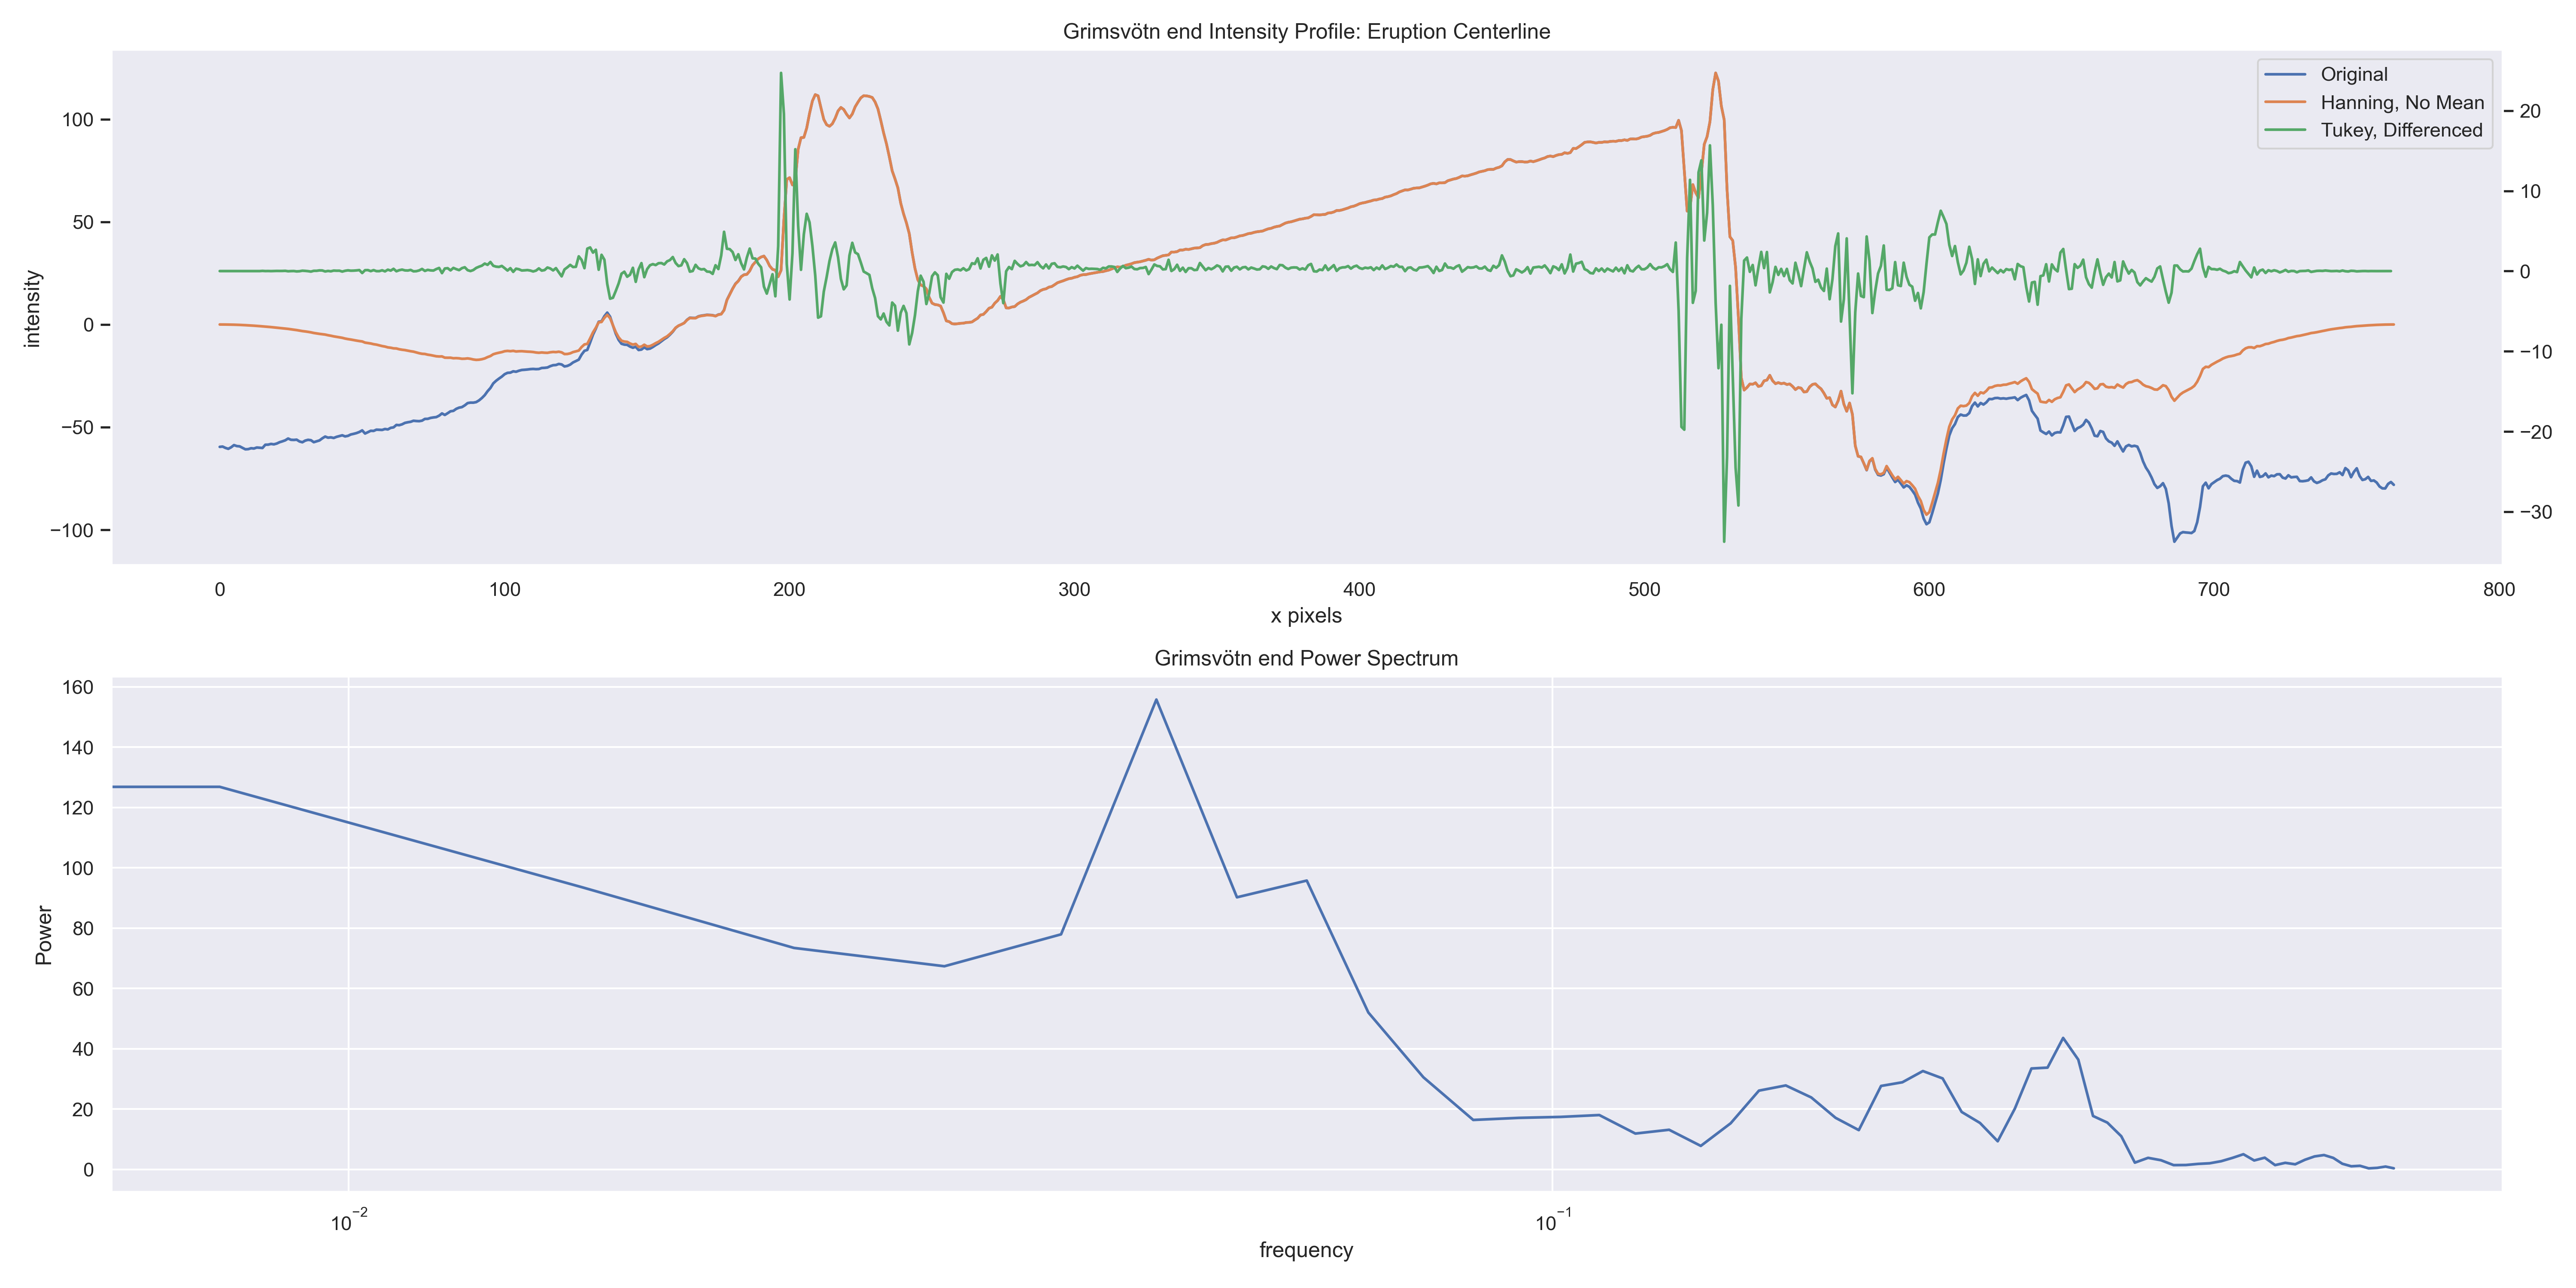 Grimsvötn end Intensity Profile: Eruption Centerline
Original
Hanning, No Mean
Tukey, Differenced
intensity
100
50
0
−50
−100
20
10
0
−10
−20
−30
0 100 200 300 400 500 600 700 800
x pixels
Grimsvötn end Power Spectrum
Power
160
140
120
100
80
60
40
20
0
10⁻² 10⁻¹
frequency